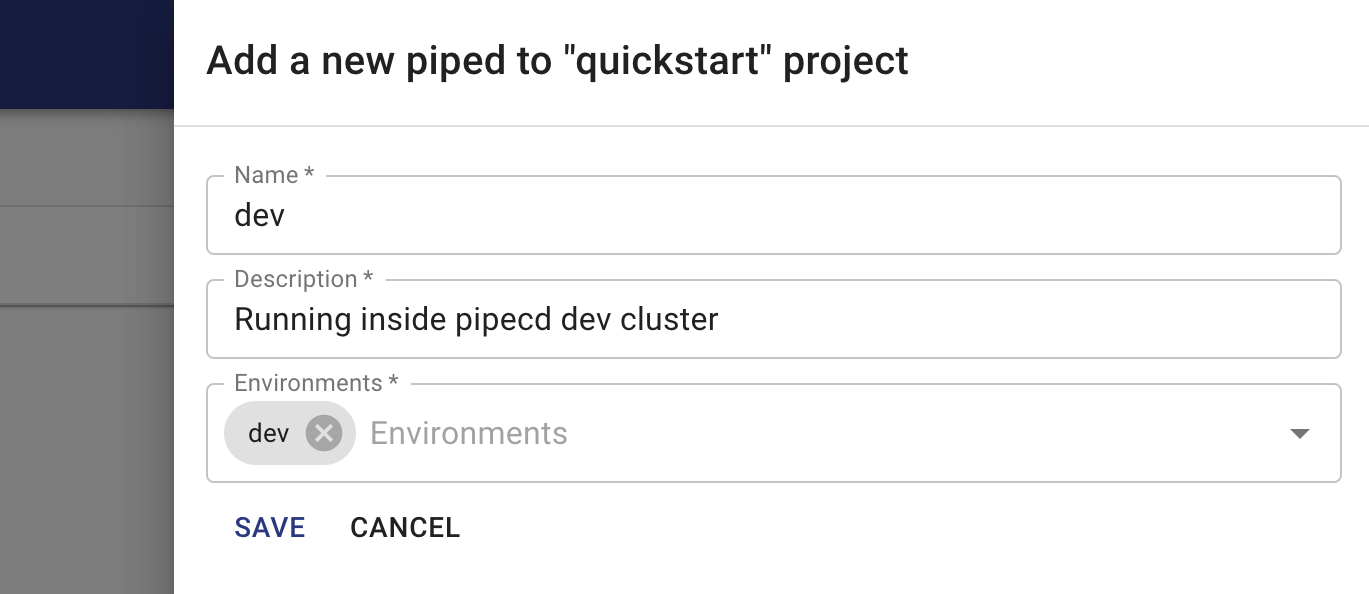 Add a new piped to "quickstart" project
Name *
dev
Description *
Running inside pipecd dev cluster
Environments *
dev Environments
SAVE CANCEL